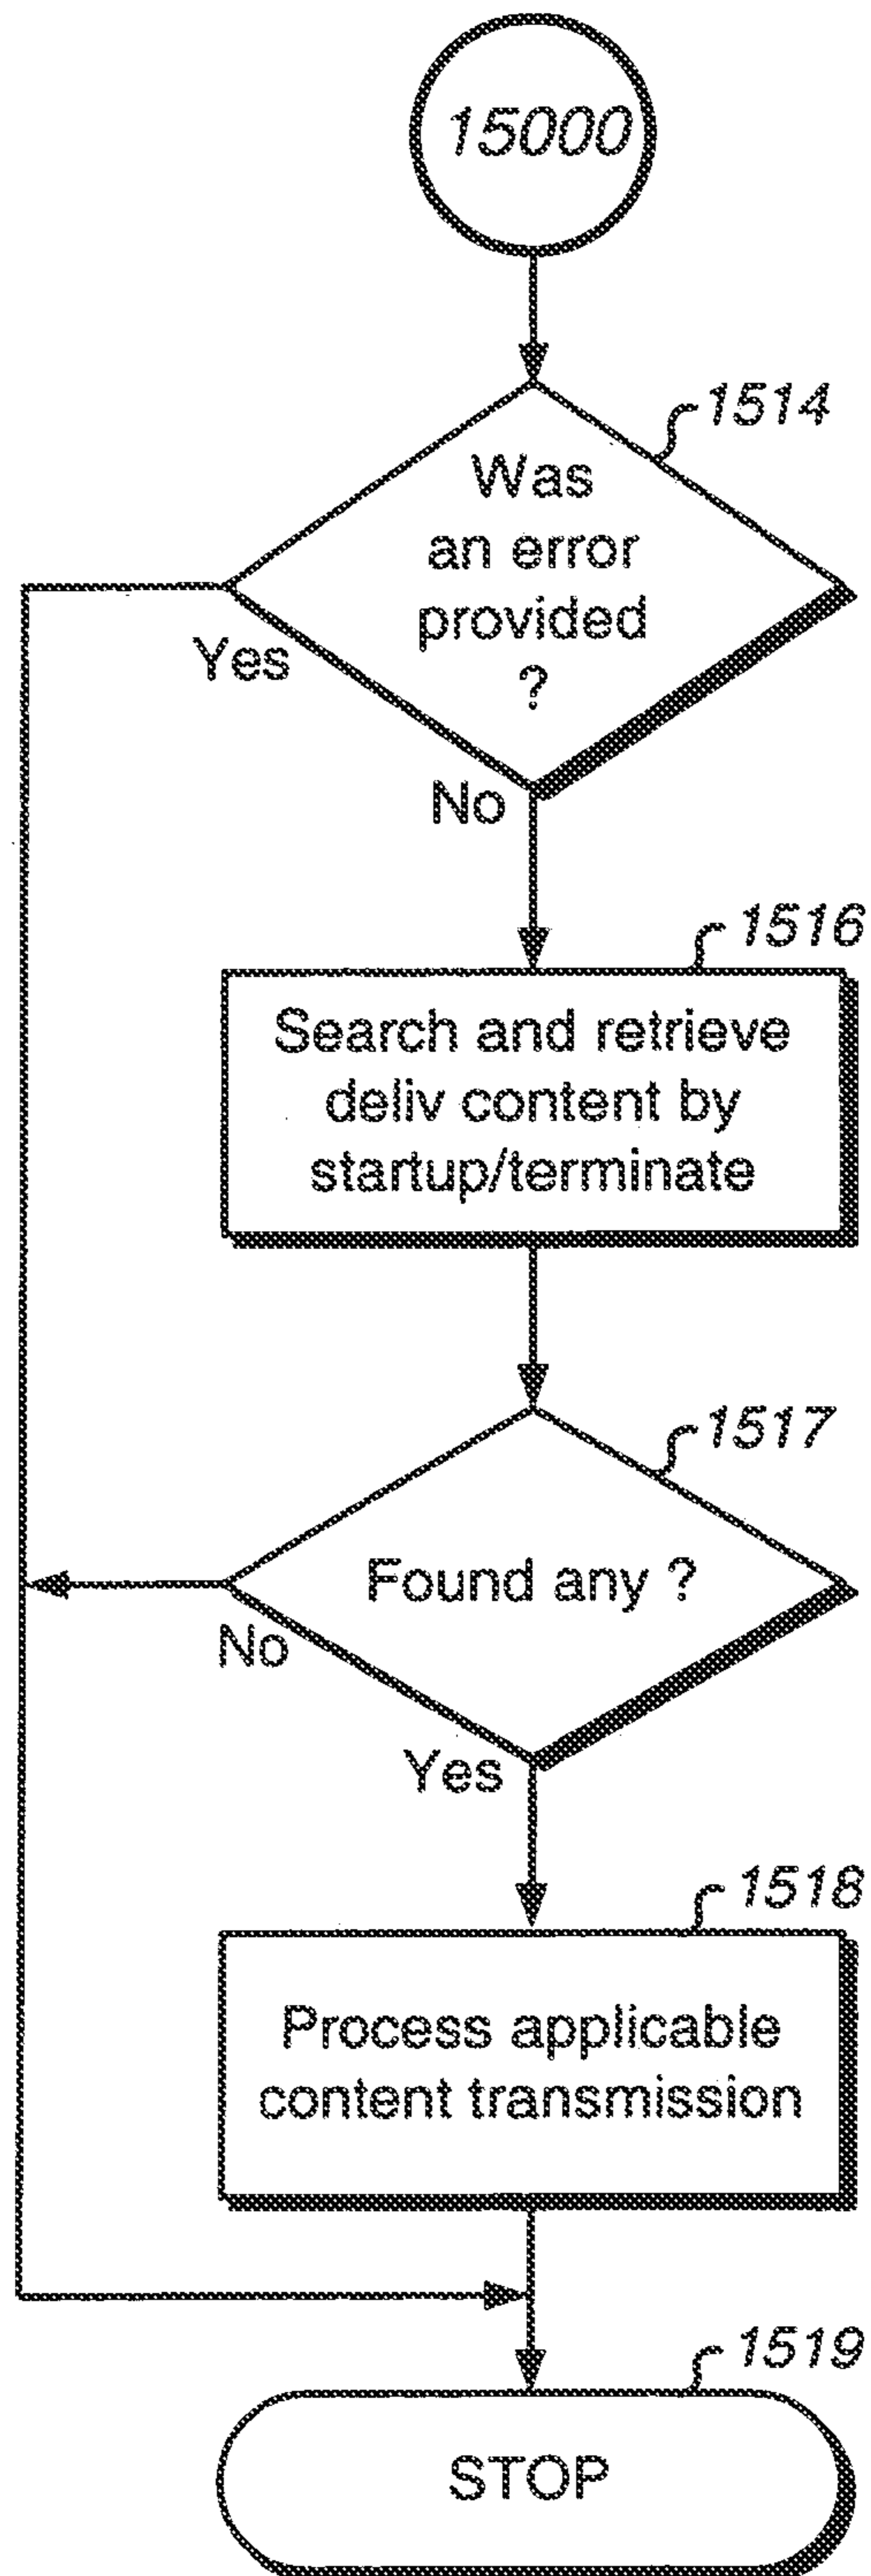 15000
1514
Was
an error
provided
?
Yes
No
1516
Search and retrieve
deliv content by
startup/terminate
1517
Found any ?
No
Yes
1518
Process applicable
content transmission
1519
STOP